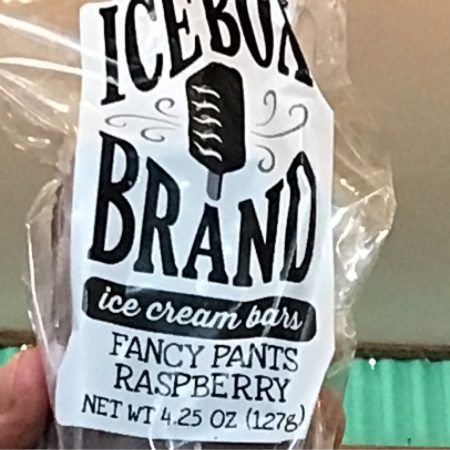 ICEBOX
BRAND
ice cream bars
FANCY PANTS
RASPBERRY
NET WT 4.25 OZ (127g)